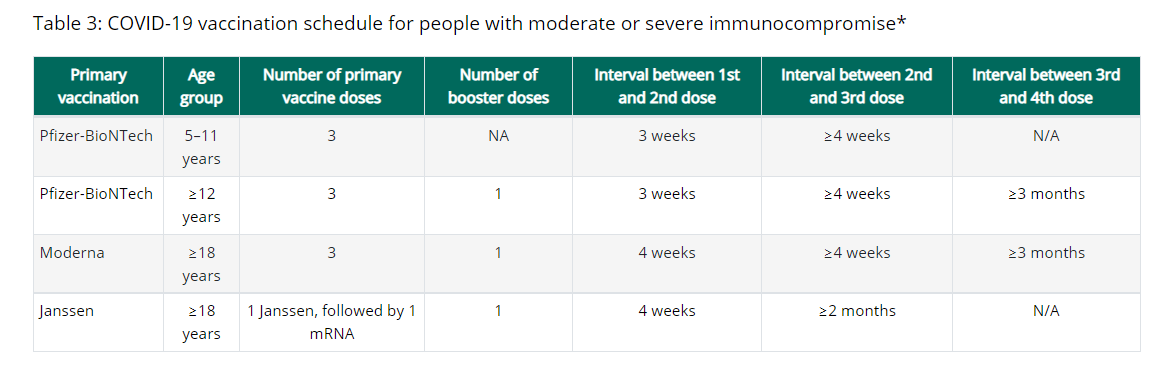 Table 3: COVID-19 vaccination schedule for people with moderate or severe immunocompromise*
Primary vaccination Age group Number of primary vaccine doses Number of booster doses Interval between 1st and 2nd dose Interval between 2nd and 3rd dose Interval between 3rd and 4th dose
Pfizer-BioNTech 5–11 years 3 NA 3 weeks ≥4 weeks N/A
Pfizer-BioNTech ≥12 years 3 1 3 weeks ≥4 weeks ≥3 months
Moderna ≥18 years 3 1 4 weeks ≥4 weeks ≥3 months
Janssen ≥18 years 1 Janssen, followed by 1 mRNA 1 4 weeks ≥2 months N/A